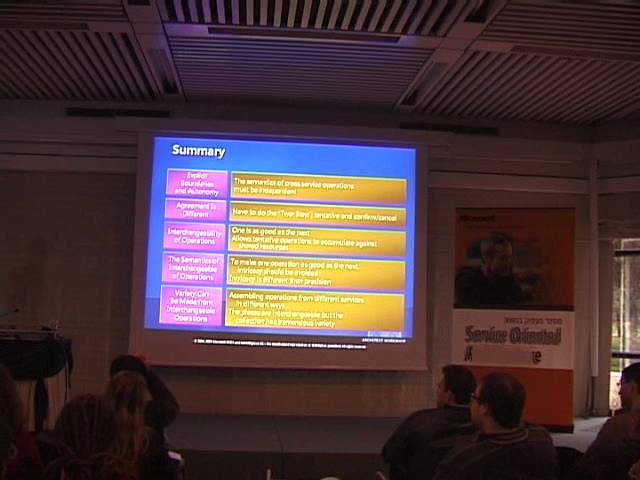 Summary
Explicit
Boundaries
and Autonomy
The semantics of cross service operations
must be independent
Agreement is
Different
Have to do the "Two-Step": tentative and confirm/cancel
Interchangeability
of Operations
One is as good as the next
Allows tentative operations to accumulate against
shared resources
The Semantics of
Interchangeable
Operations
To make one operation as good as the next,
Intricacy should be avoided
Intricacy is different than precision
Variety Can
Be Made from
Interchangeable
Operations
Assembling operations from different services
in different ways
The pieces are interchangeable but the
collection has tremendous variety
ARCHITECT WORKSHOP
Microsoft
Service Oriented